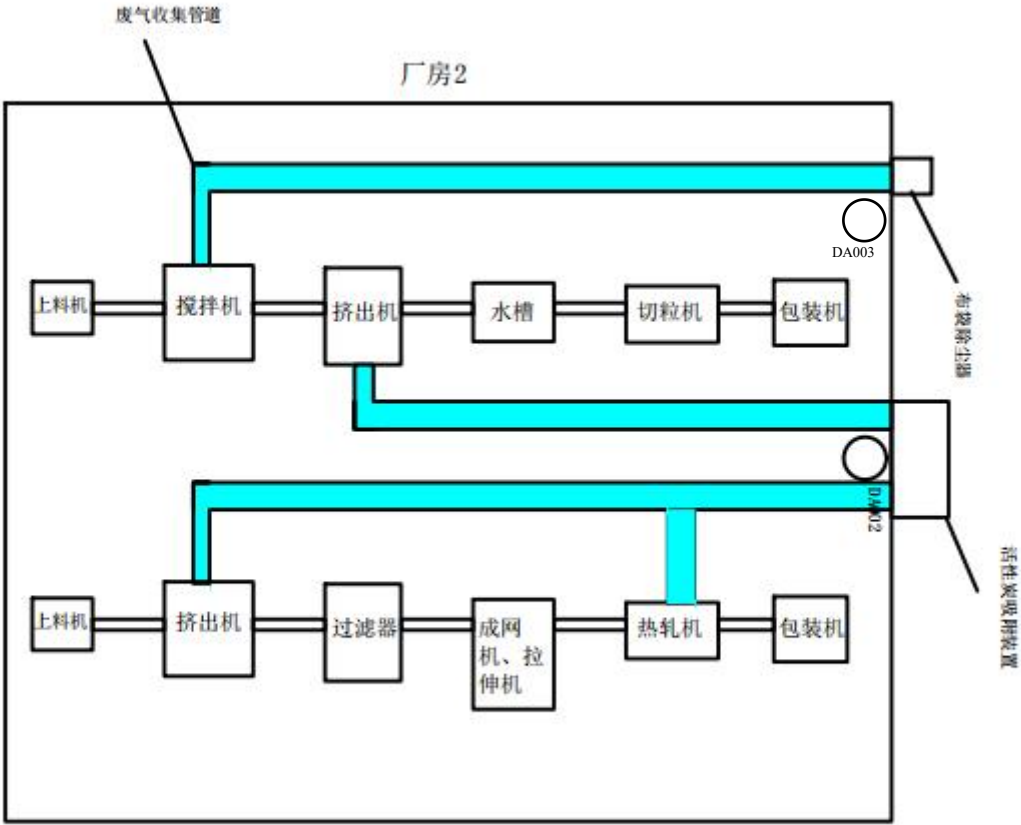 废气收集管道
厂房2
DA003
上料机
搅拌机
挤出机
水槽
切粒机
包装机
布袋除尘器
DA002
活性炭吸附装置
上料机
挤出机
过滤器
成网
机、拉
伸机
热轧机
包装机